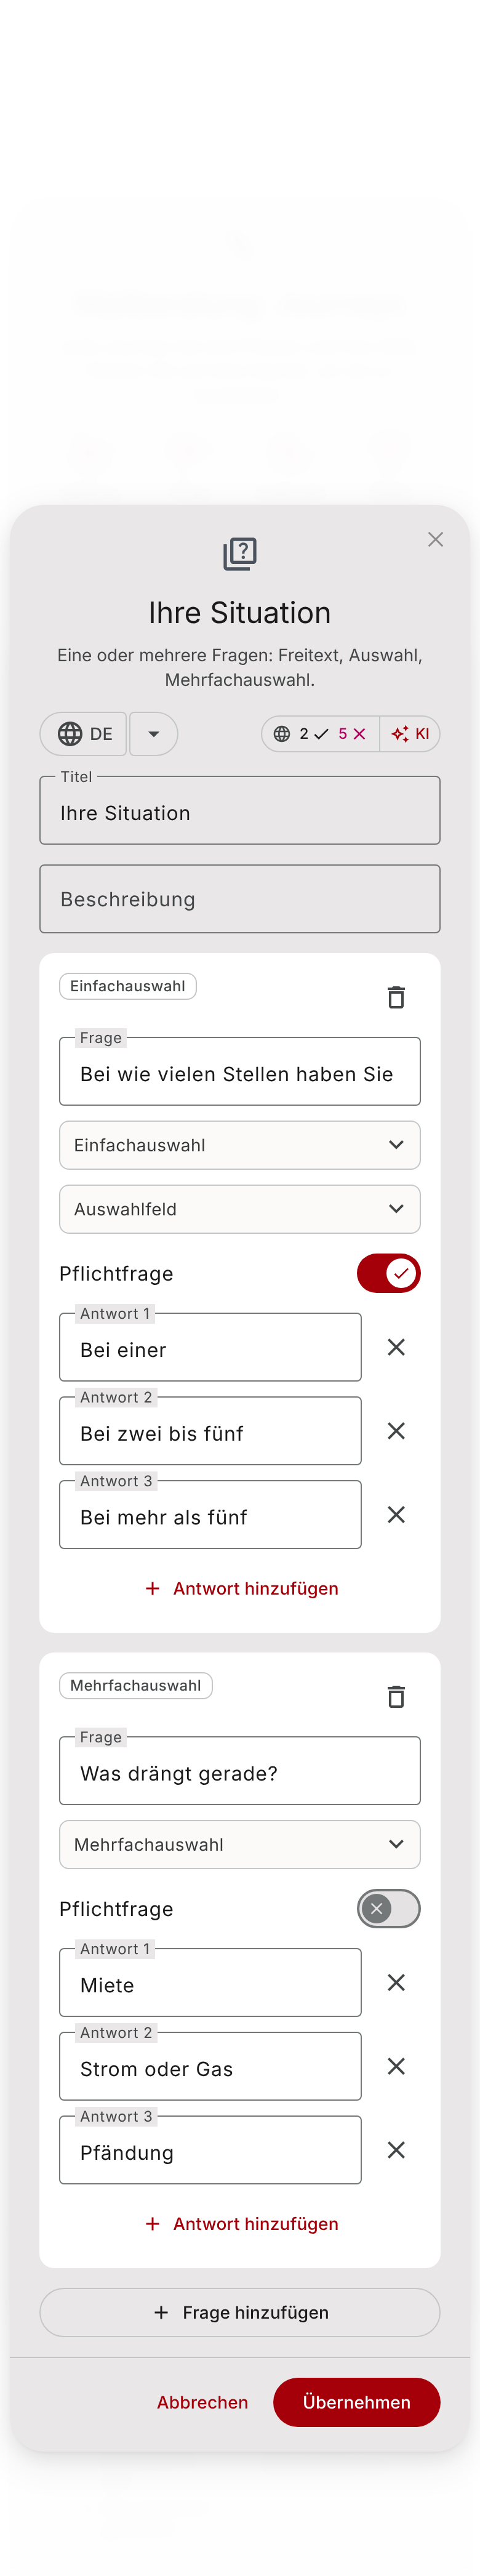 Ihre Situation
Eine oder mehrere Fragen: Freitext, Auswahl,
Mehrfachauswahl.
DE
2 5 KI
Titel
Ihre Situation
Beschreibung
Einfachauswahl
Frage
Bei wie vielen Stellen haben Sie
Einfachauswahl
Auswahlfeld
Pflichtfrage
Antwort 1
Bei einer
Antwort 2
Bei zwei bis fünf
Antwort 3
Bei mehr als fünf
+ Antwort hinzufügen
Mehrfachauswahl
Frage
Was drängt gerade?
Mehrfachauswahl
Pflichtfrage
Antwort 1
Miete
Antwort 2
Strom oder Gas
Antwort 3
Pfändung
+ Antwort hinzufügen
+ Frage hinzufügen
Abbrechen
Übernehmen